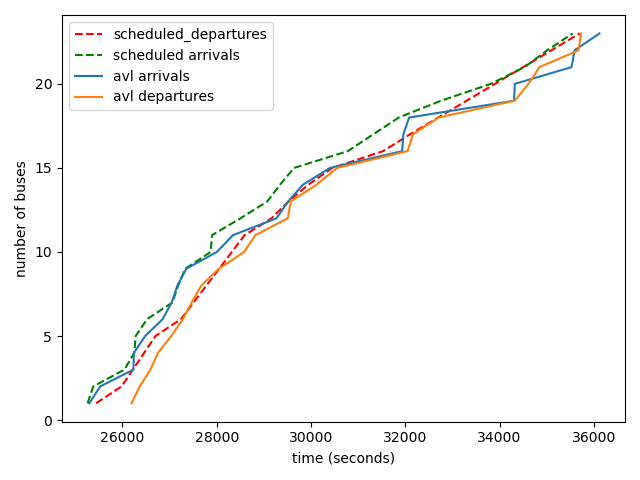 scheduled_departures
scheduled arrivals
avl arrivals
avl departures
number of buses
20
15
10
5
0
26000 28000 30000 32000 34000 36000
time (seconds)